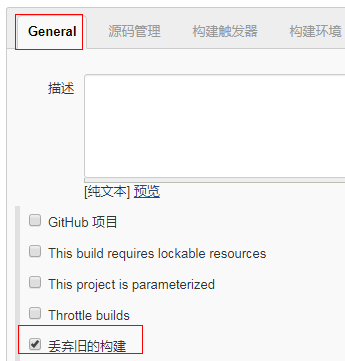 General 源码管理 构建触发器 构建环境
描述
[纯文本] 预览
GitHub 项目
This build requires lockable resources
This project is parameterized
Throttle builds
丢弃旧的构建